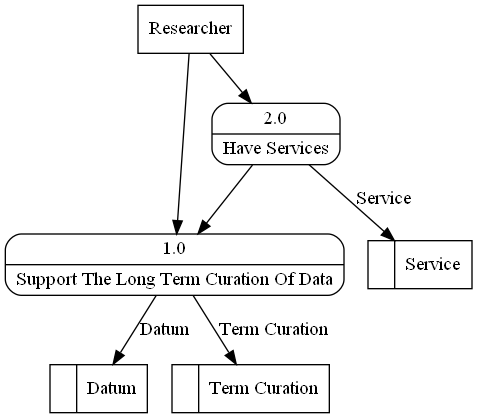 Researcher
2.0
Have Services
Service
1.0
Service
Support The Long Term Curation Of Data
Datum
Term Curation
Datum
Term Curation